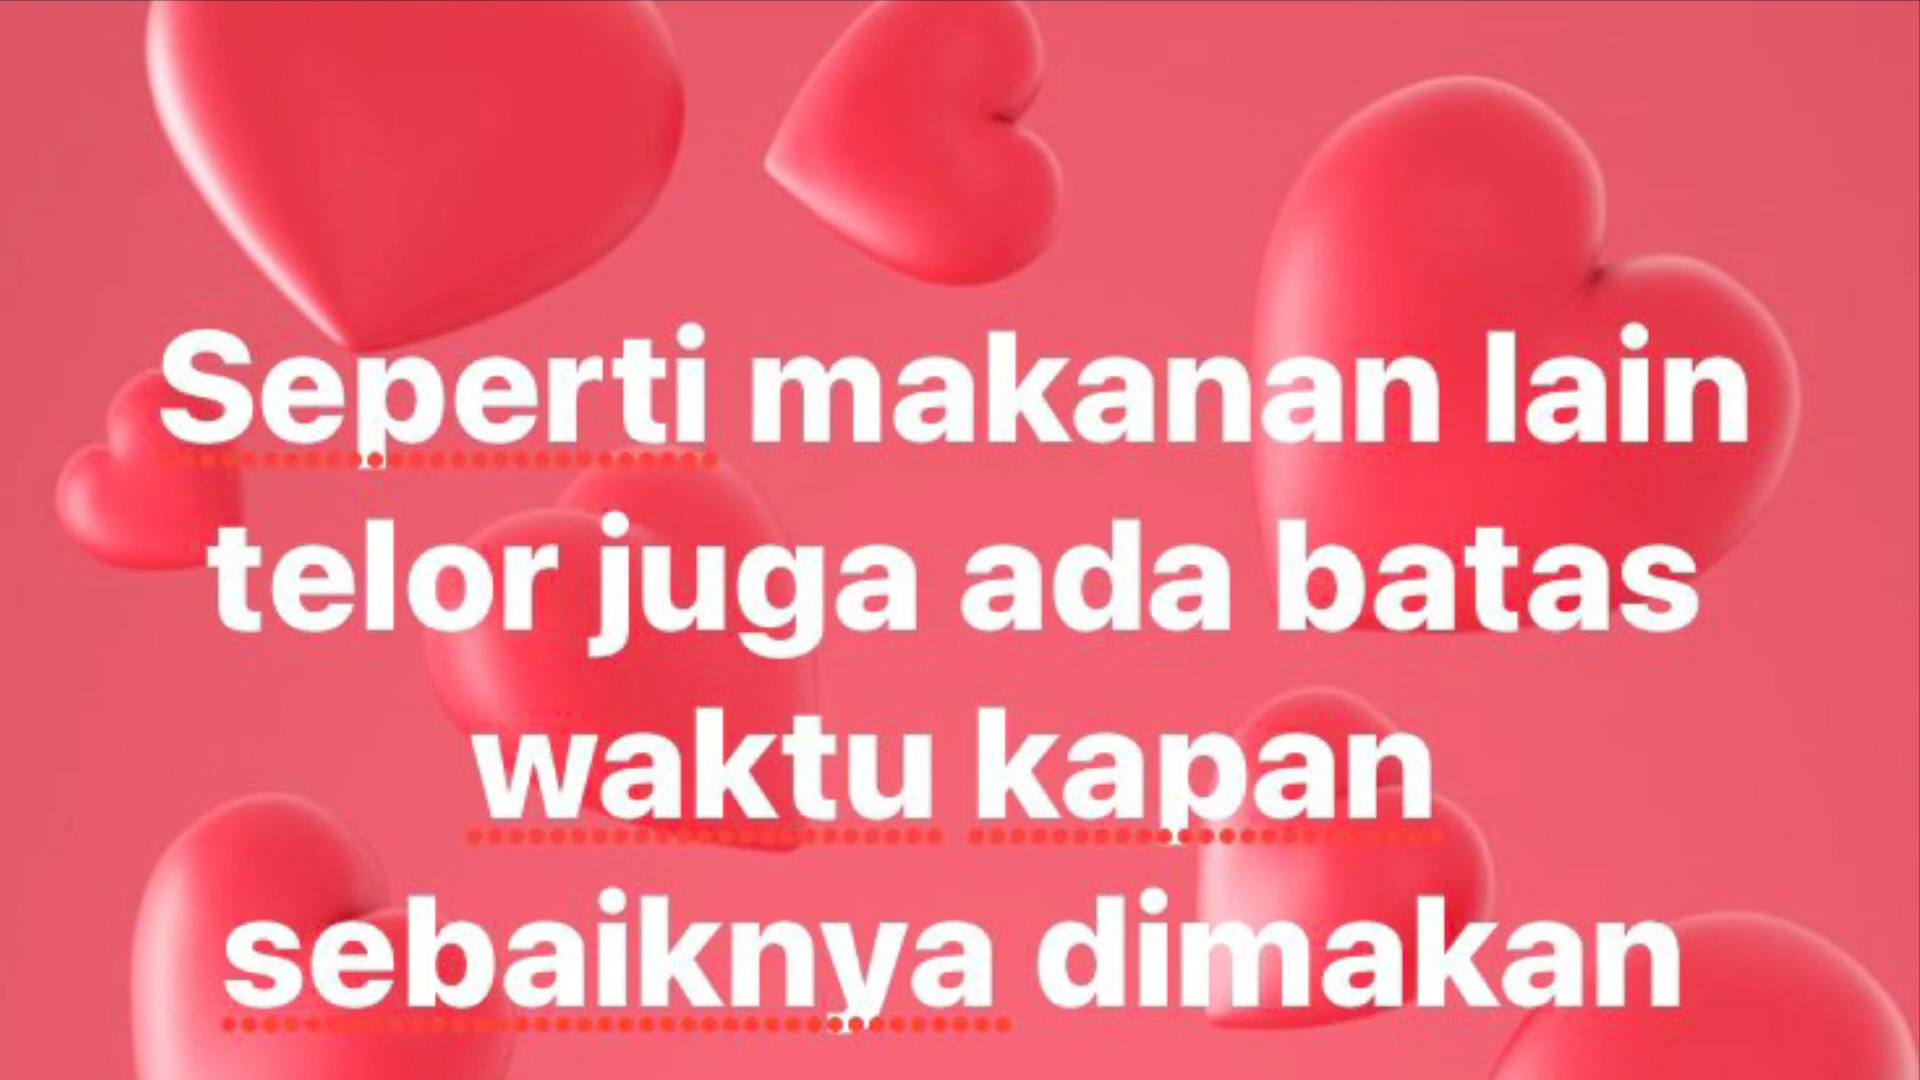 Seperti makanan lain
telor juga ada batas
waktu kapan
sebaiknya dimakan